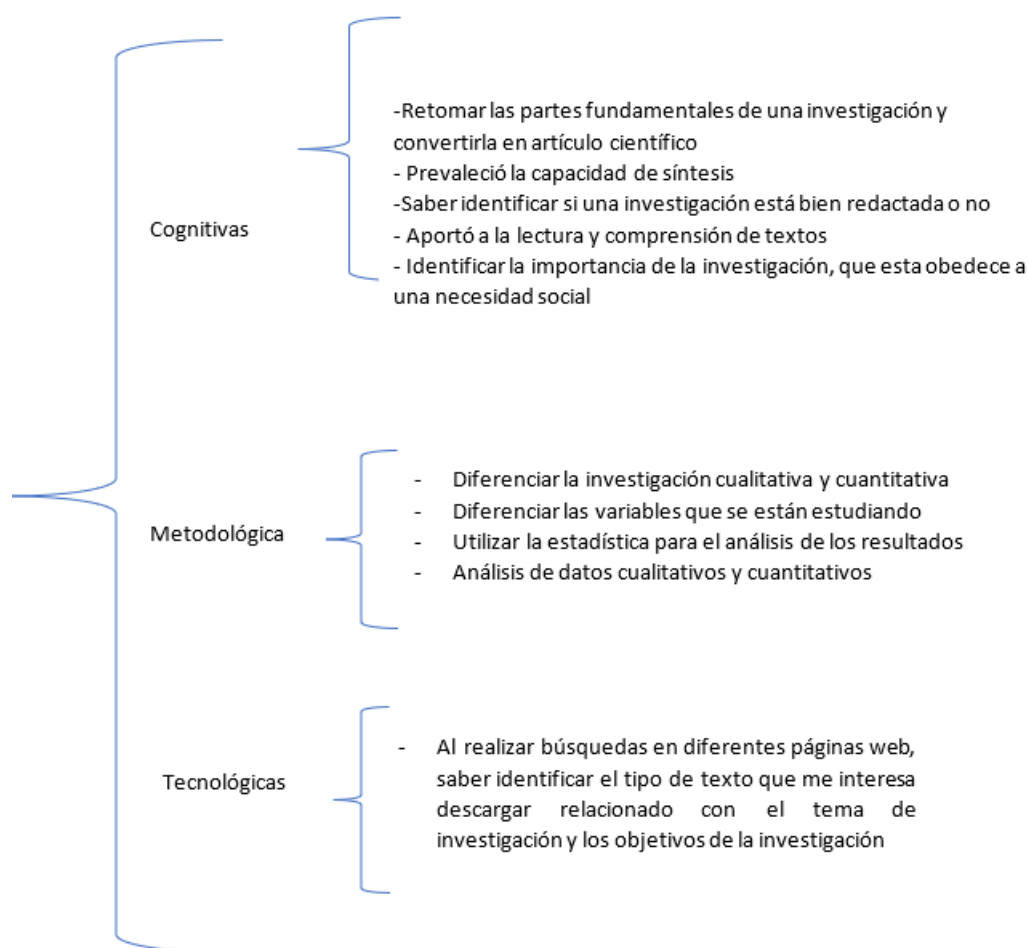 Cognitivas
-Retomar las partes fundamentales de una investigación y
convertirla en artículo científico
- Prevaleció la capacidad de síntesis
-Saber identificar si una investigación está bien redactada o no
- Aportó a la lectura y comprensión de textos
- Identificar la importancia de la investigación, que esta obedece a
una necesidad social
Metodológica
- Diferenciar la investigación cualitativa y cuantitativa
- Diferenciar las variables que se están estudiando
- Utilizar la estadística para el análisis de los resultados
- Análisis de datos cualitativos y cuantitativos
Tecnológicas
- Al realizar búsquedas en diferentes páginas web,
saber identificar el tipo de texto que me interesa
descargar relacionado con el tema de
investigación y los objetivos de la investigación